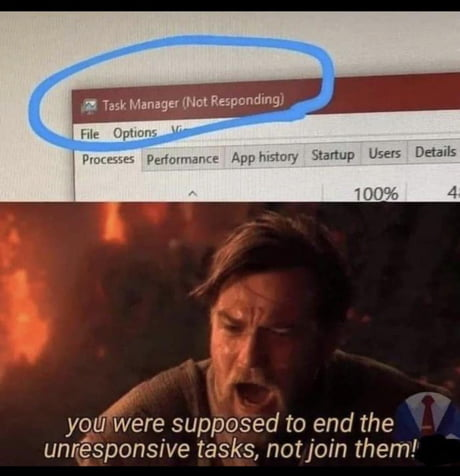 Task Manager (Not Responding)
File Options
Processes Performance App history Startup Users Details
100% 4
you were supposed to end the
unresponsive tasks, not join them!